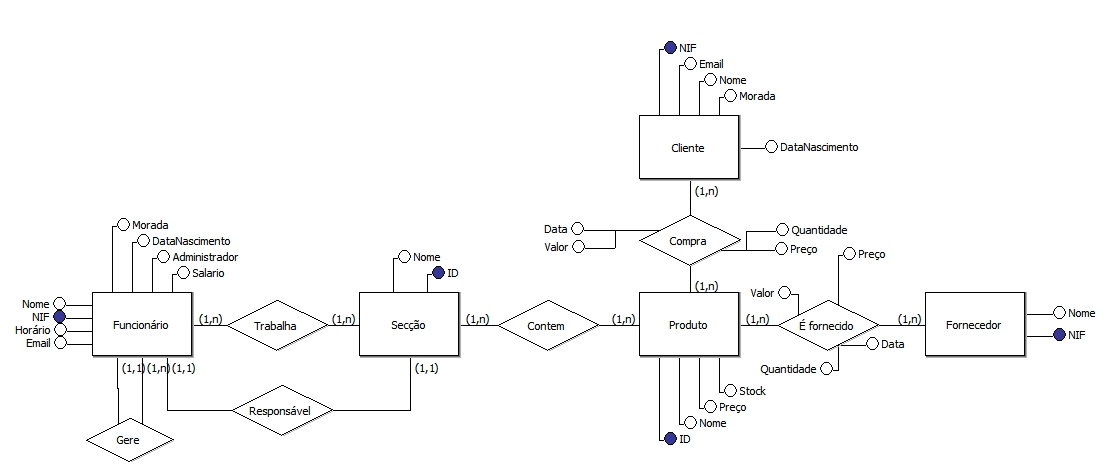 NIF
Email
Nome
Morada
Cliente
DataNascimento
(1,n)
Data
Valor
Compra
Quantidade
Preço
(1,n)
Morada
DataNascimento
Administrador
Salario
Nome
NIF
Horário
Email
Funcionário
(1,n)
Trabalha
(1,n)
Nome
ID
Secção
(1,n)
Contem
(1,n)
Produto
(1,n)
Valor
Preço
É fornecido
Data
Quantidade
(1,n)
Fornecedor
Nome
NIF
(1,1)
(1,n)
(1,1)
(1,1)
Stock
Preço
Nome
ID
Responsável
Gere